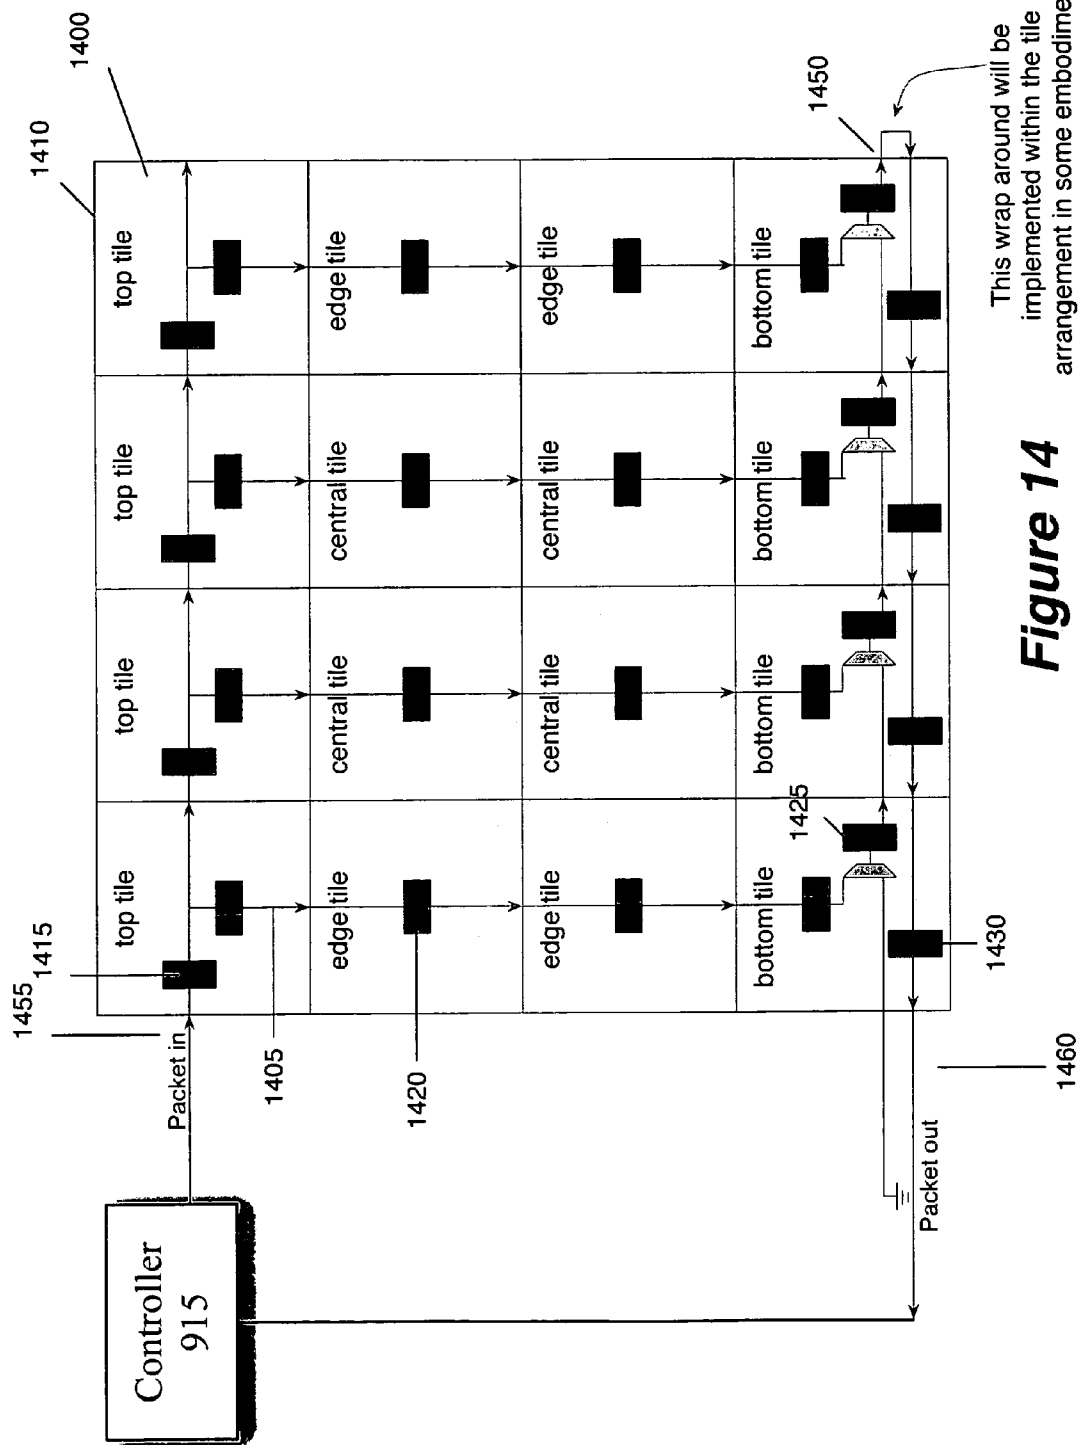 1455
1415
1410
1400
top tile
top tile
top tile
top tile
Controller
915
Packet in
1405
edge tile
central tile
central tile
edge tile
1420
edge tile
central tile
central tile
edge tile
bottom tile
bottom tile
bottom tile
bottom tile
1425
1450
Packet out
1430
1460
This wrap around will be
implemented within the tile
arrangement in some embodime
Figure 14